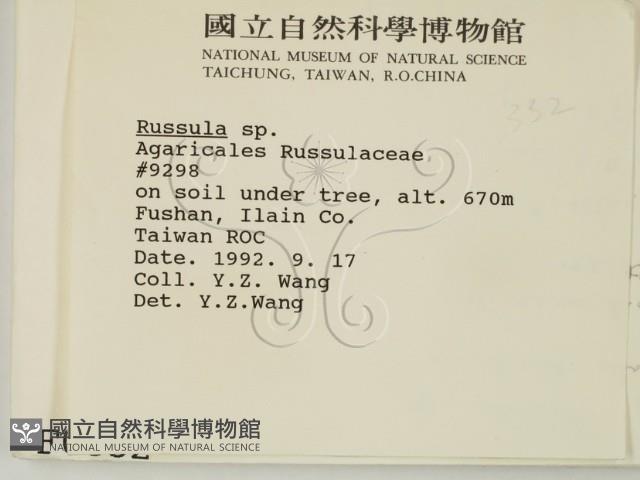 國立自然科學博物館
NATIONAL MUSEUM OF NATURAL SCIENCE
TAICHUNG, TAIWAN, R.O.CHINA
332
Russula sp.
Agaricales Russulaceae
#9298
on soil under tree, alt. 670m
Fushan, Ilain Co.
Taiwan ROC
Date. 1992. 9. 17
Coll. Y.Z. Wang
Det. Y.Z.Wang
國立自然科學博物館
NATIONAL MUSEUM OF NATURAL SCIENCE